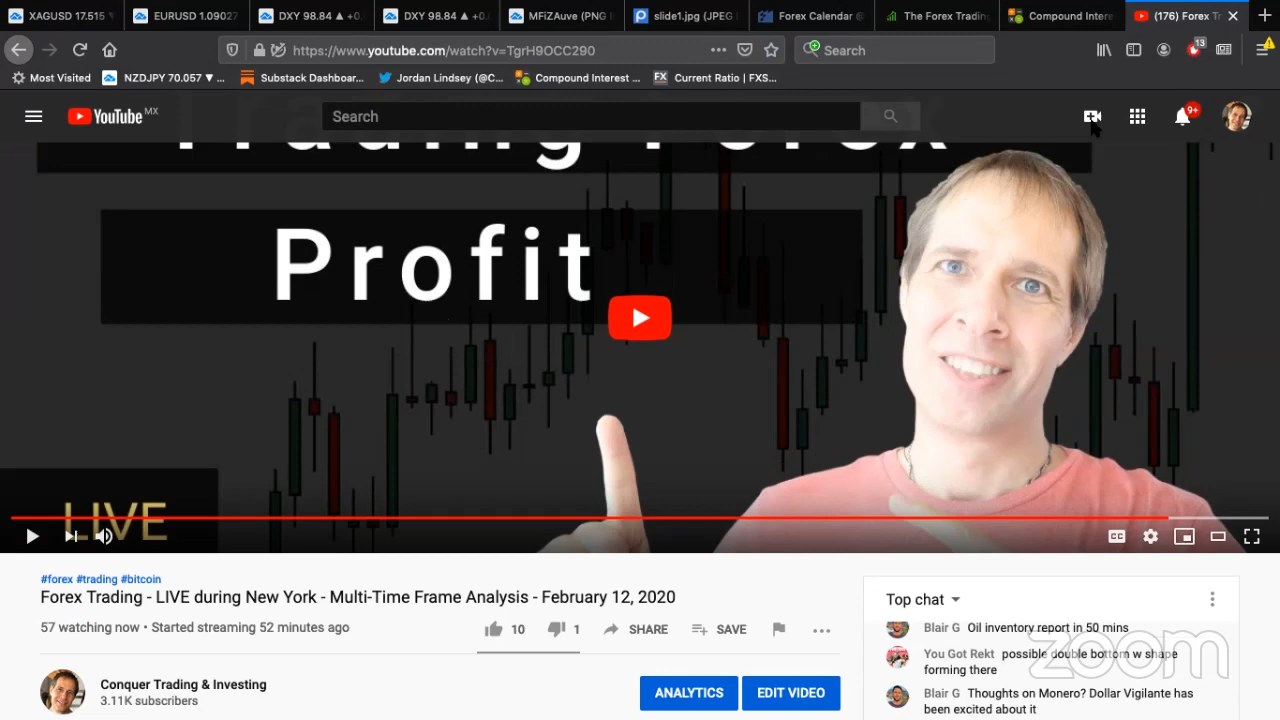 XAGUSD 17.515
EURUSD 1.09027
DXY 98.84 ▲ +0.
DXY 98.84 ▲ +0.
MFiZAuve (PNG I
slide1.jpg (JPEG
Forex Calendar @
The Forex Trading
Compound Intere
(176) Forex Tr
https://www.youtube.com/watch?v=TgrH9OCC290
Search
13
Most Visited
NZDJPY 70.057 ▼ ...
Substack Dashboar...
Jordan Lindsey (@C...
Compound Interest ...
FX Current Ratio | FXS...
YouTube MX
Search
9+
Trading Forex
Profit
LIVE
CC
#forex #trading #bitcoin
Forex Trading - LIVE during New York - Multi-Time Frame Analysis - February 12, 2020
57 watching now • Started streaming 52 minutes ago
10
1
SHARE
SAVE
Conquer Trading & Investing
3.11K subscribers
ANALYTICS
EDIT VIDEO
Top chat
Blair G Oil inventory report in 50 mins
You Got Rekt possible double bottom w shape
forming there
Blair G Thoughts on Monero? Dollar Vigilante has
been excited about it
zoom